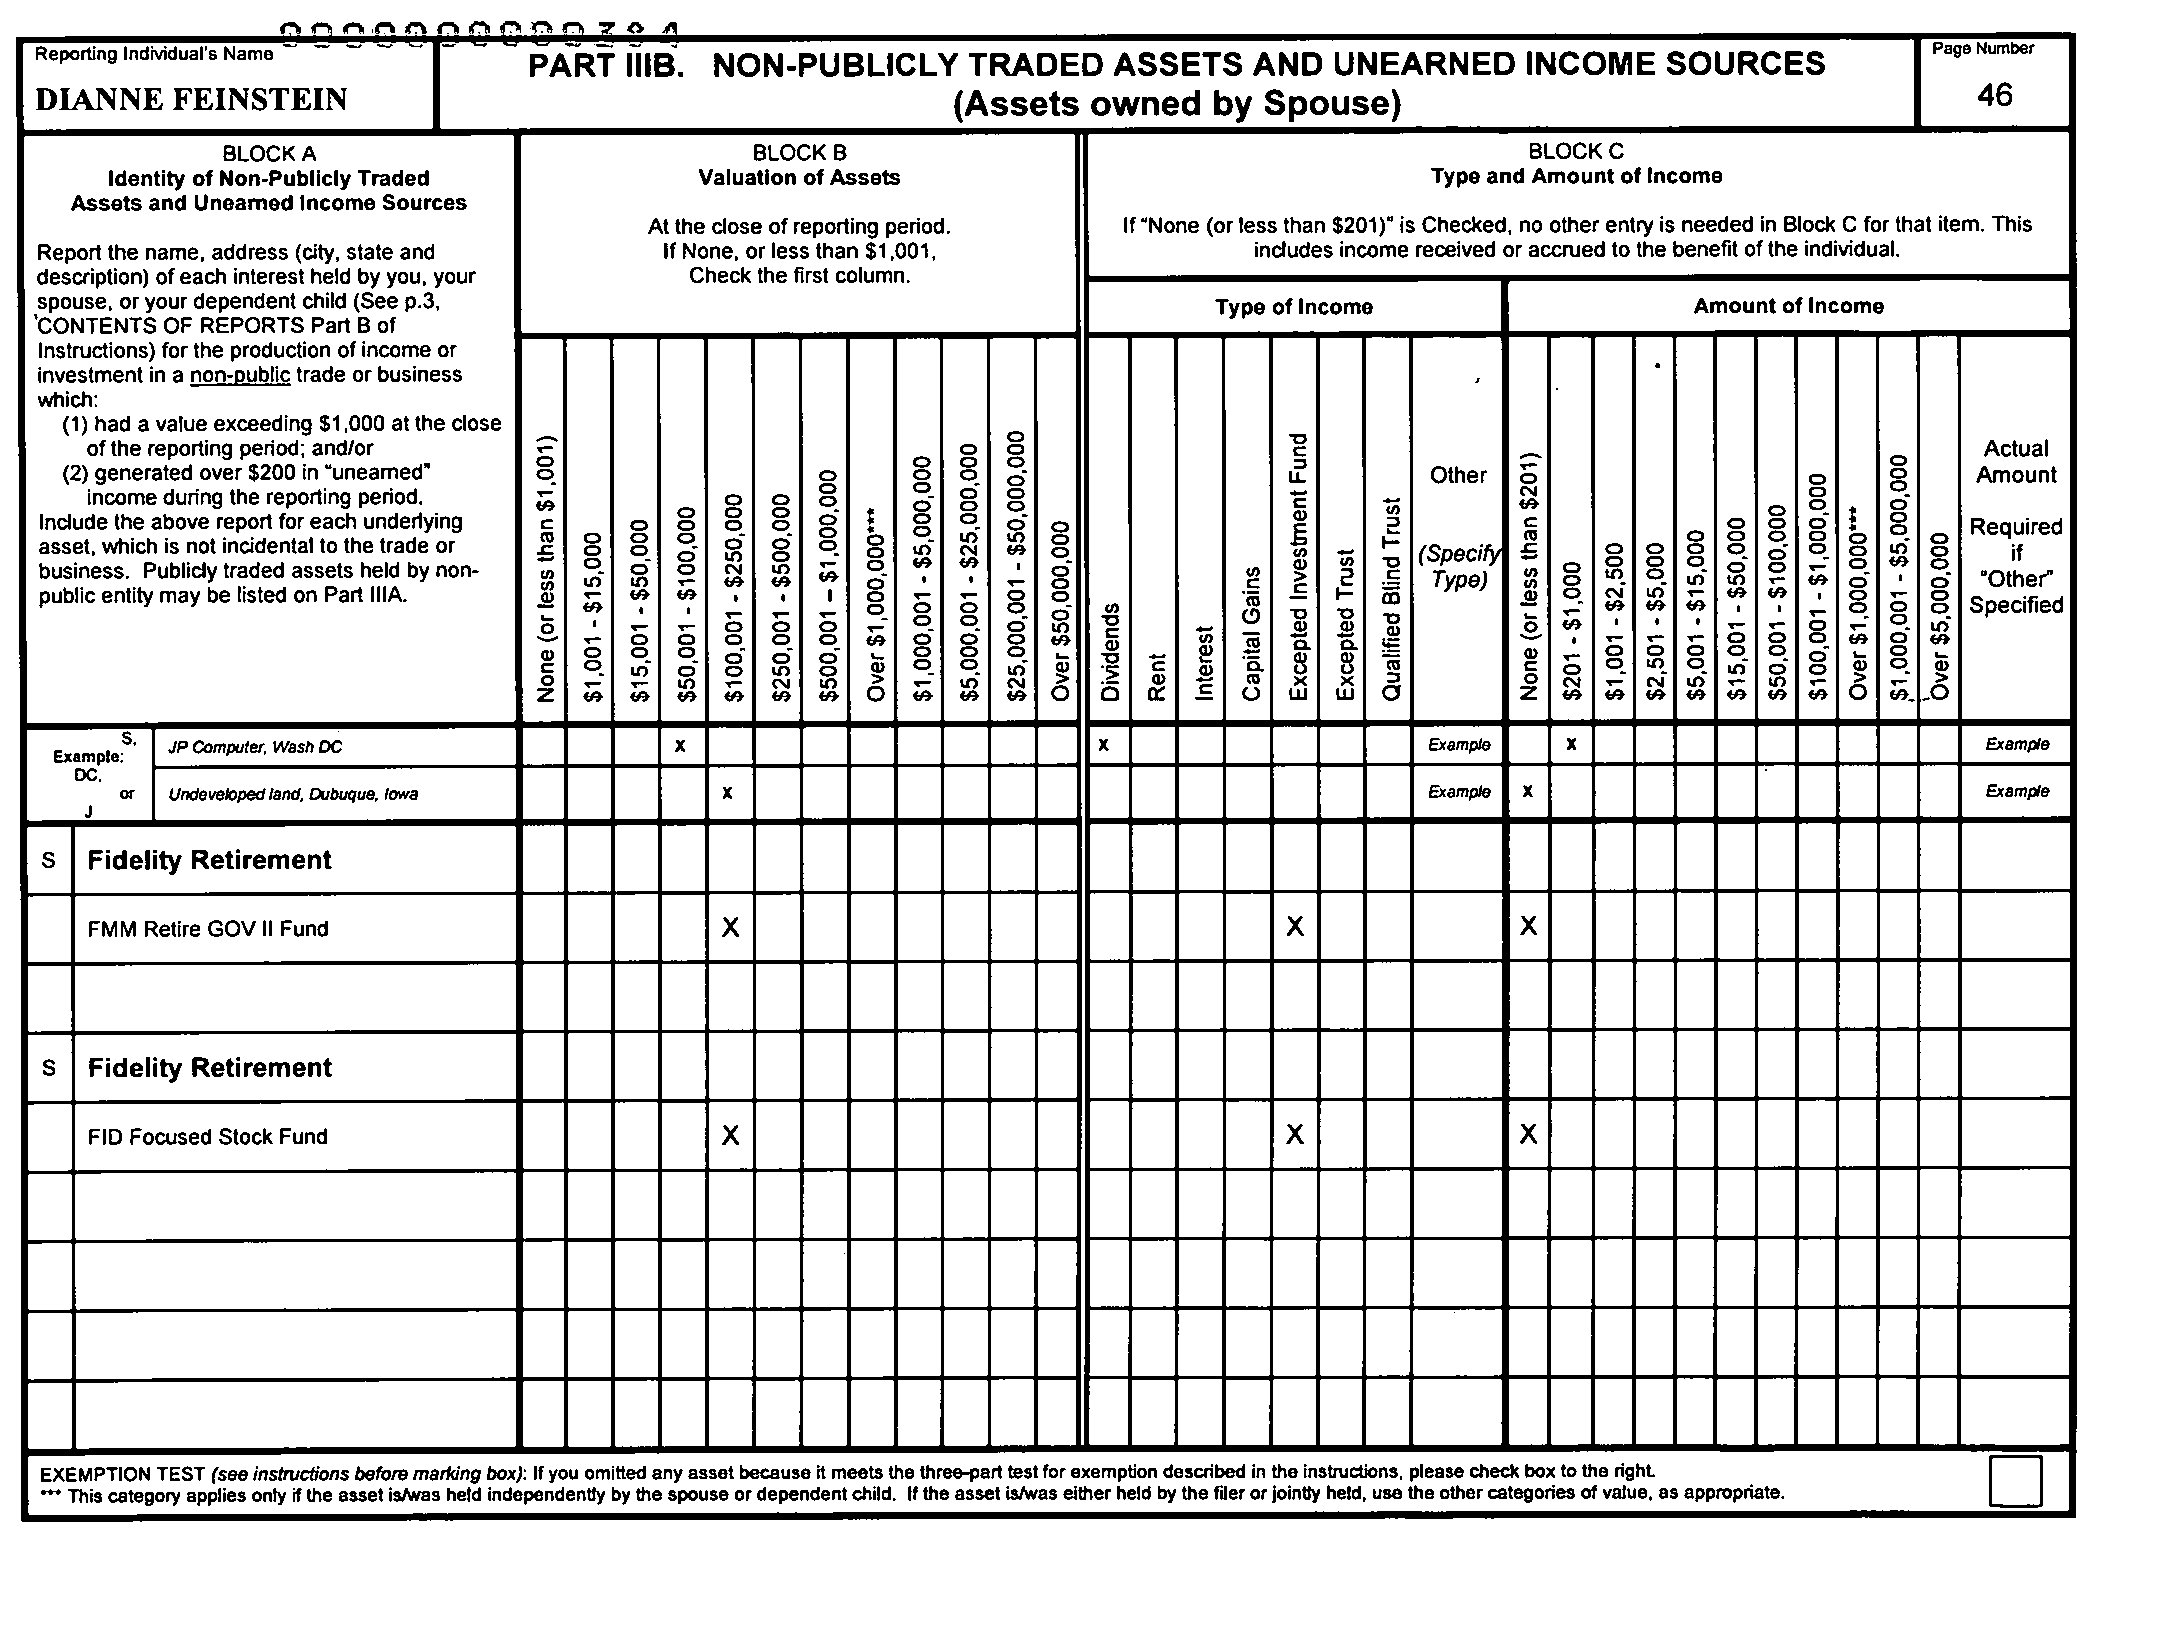 Reporting Individual's Name
DIANNE FEINSTEIN
PART IIIB. NON-PUBLICLY TRADED ASSETS AND UNEARNED INCOME SOURCES
(Assets owned by Spouse)
Page Number
46
BLOCK A
Identity of Non-Publicly Traded
Assets and Unearned Income Sources
Report the name, address (city, state and
description) of each interest held by you, your
spouse, or your dependent child (See p.3,
CONTENTS OF REPORTS Part B of
Instructions) for the production of income or
investment in a non-public trade or business
which:
(1) had a value exceeding $1,000 at the close
of the reporting period; and/or
(2) generated over $200 in "unearned"
income during the reporting period.
Include the above report for each underlying
asset, which is not incidental to the trade or
business. Publicly traded assets held by non-
public entity may be listed on Part IIIA.
BLOCK B
Valuation of Assets
At the close of reporting period.
If None, or less than $1,001,
Check the first column.
None (or less than $1,001)
$1,001 - $15,000
$15,001 - $50,000
$50,001 - $100,000
$100,001 - $250,000
$250,001 - $500,000
$500,001 – $1,000,000
Over $1,000,000***
$1,000,001 - $5,000,000
$5,000,001 - $25,000,000
$25,000,001 - $50,000,000
Over $50,000,000
BLOCK C
Type and Amount of Income
If "None (or less than $201)" is Checked, no other entry is needed in Block C for that item. This
includes income received or accrued to the benefit of the individual.
Type of Income
Dividends
Rent
Interest
Capital Gains
Excepted Investment Fund
Excepted Trust
Qualified Blind Trust
Other
(Specify
Type)
Amount of Income
None (or less than $201)
$201 - $1,000
$1,001 - $2,500
$2,501 - $5,000
$5,001 - $15,000
$15,001 - $50,000
$50,001 - $100,000
$100,001 - $1,000,000
Over $1,000,000***
$1,000,001 - $5,000,000
Over $5,000,000
Actual
Amount
Required
if
"Other"
Specified
S,
Example:
DC,
or
J
JP Computer, Wash DC X X Example X Example
Undeveloped land, Dubuque, Iowa X Example X Example
S Fidelity Retirement
FMM Retire GOV II Fund X X X
S Fidelity Retirement
FID Focused Stock Fund X X X
EXEMPTION TEST (see instructions before marking box): If you omitted any asset because it meets the three-part test for exemption described in the instructions, please check box to the right.
*** This category applies only if the asset is/was held independently by the spouse or dependent child. If the asset is/was either held by the filer or jointly held, use the other categories of value, as appropriate.